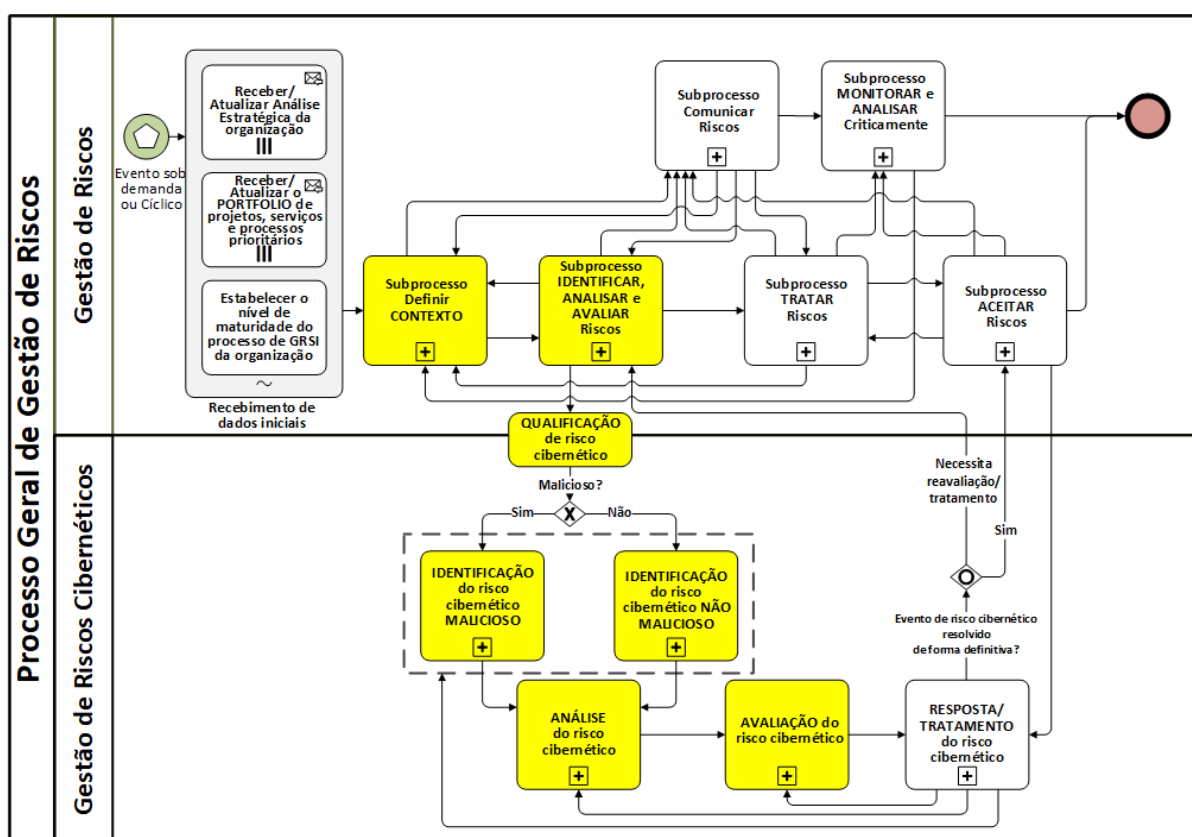 Processo Geral de Gestão de Riscos
Gestão de Riscos
Evento sob
demanda
ou Cíclico
Receber/
Atualizar Análise
Estratégica da
organização
Receber/
Atualizar o
PORTFOLIO de
projetos, serviços
e processos
prioritários
Estabelecer o
nível de
maturidade do
processo de GRSI
da organização
~
Recebimento de
dados iniciais
Subprocesso
Comunicar
Riscos
Subprocesso
MONITORAR e
ANALISAR
Criticamente
Subprocesso
Definir
CONTEXTO
Subprocesso
IDENTIFICAR,
ANALISAR e
AVALIAR
Riscos
Subprocesso
TRATAR
Riscos
Subprocesso
ACEITAR
Riscos
QUALIFICAÇÃO
de risco
cibernético
Gestão de Riscos Cibernéticos
Malicioso?
Sim
X
Não
IDENTIFICAÇÃO
do risco
cibernético
MALICIOSO
IDENTIFICAÇÃO
do risco
cibernético NÃO
MALICIOSO
Necessita
reavaliação/
tratamento
Sim
Evento de risco cibernético
resolvido
de forma definitiva?
ANÁLISE
do risco
cibernético
AVALIAÇÃO do
risco cibernético
RESPOSTA/
TRATAMENTO
do risco
cibernético